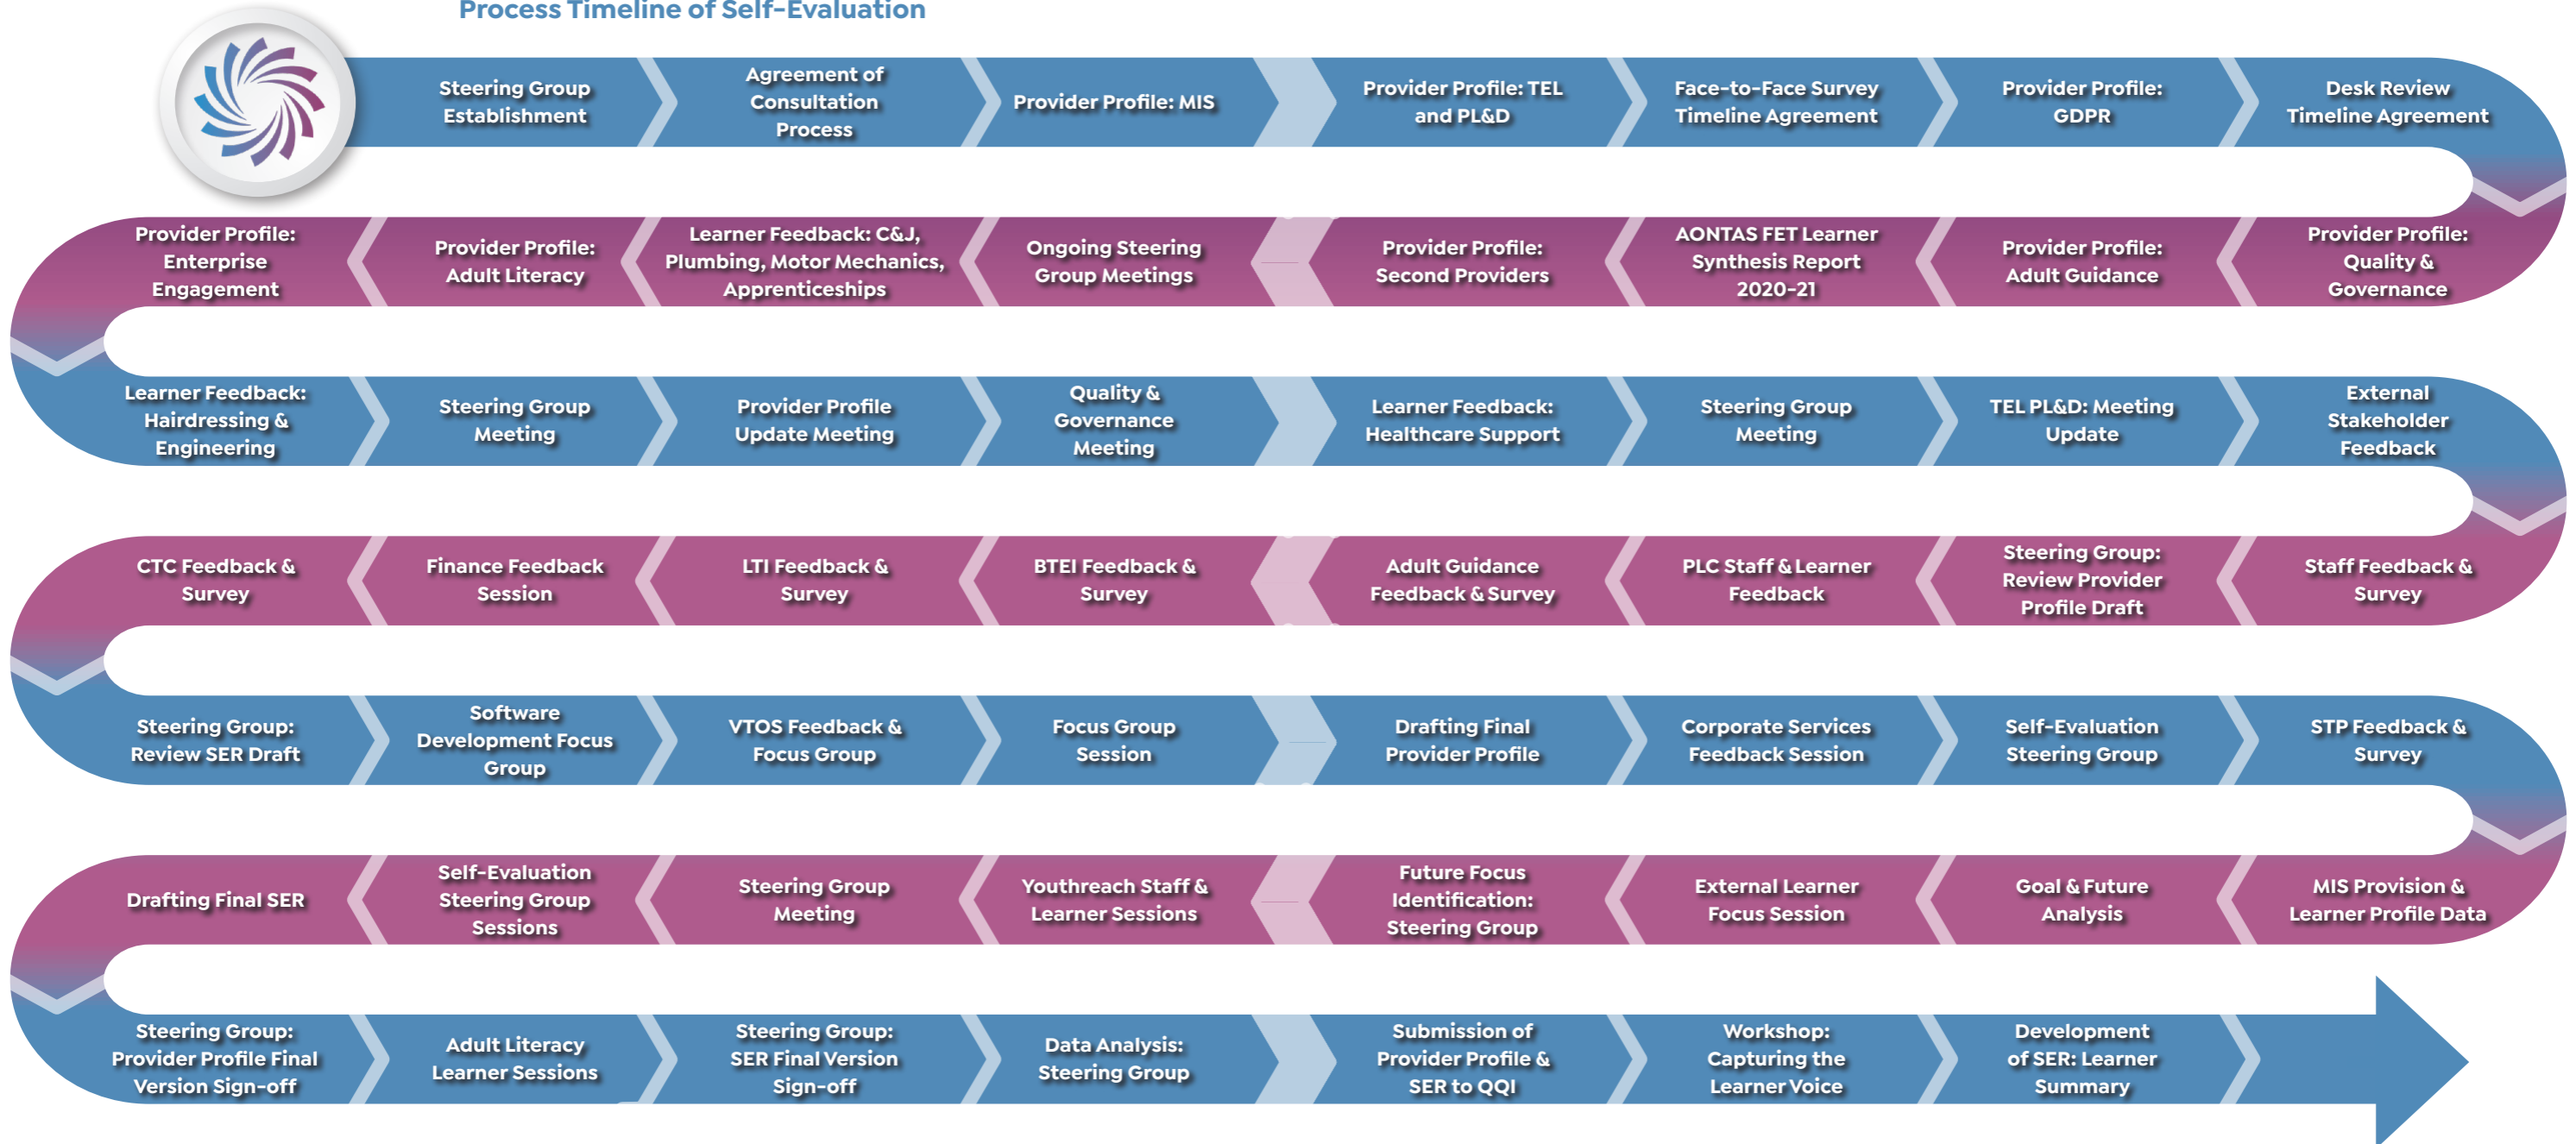 Process Timeline of Self-Evaluation
Steering Group
Establishment
Agreement of
Consultation
Process
Provider Profile: MIS
Provider Profile: TEL
and PL&D
Face-to-Face Survey
Timeline Agreement
Provider Profile:
GDPR
Desk Review
Timeline Agreement
Provider Profile:
Quality &
Governance
Provider Profile:
Adult Guidance
AONTAS FET Learner
Synthesis Report
2020-21
Provider Profile:
Second Providers
Ongoing Steering
Group Meetings
Learner Feedback: C&J,
Plumbing, Motor Mechanics,
Apprenticeships
Provider Profile:
Adult Literacy
Provider Profile:
Enterprise
Engagement
Learner Feedback:
Hairdressing &
Engineering
Steering Group
Meeting
Provider Profile
Update Meeting
Quality &
Governance
Meeting
Learner Feedback:
Healthcare Support
Steering Group
Meeting
TEL PL&D: Meeting
Update
External
Stakeholder
Feedback
Staff Feedback &
Survey
Steering Group:
Review Provider
Profile Draft
PLC Staff & Learner
Feedback
Adult Guidance
Feedback & Survey
BTEI Feedback &
Survey
LTI Feedback &
Survey
Finance Feedback
Session
CTC Feedback &
Survey
Steering Group:
Review SER Draft
Software
Development Focus
Group
VTOS Feedback &
Focus Group
Focus Group
Session
Drafting Final
Provider Profile
Corporate Services
Feedback Session
Self-Evaluation
Steering Group
STP Feedback &
Survey
MIS Provision &
Learner Profile Data
Goal & Future
Analysis
External Learner
Focus Session
Future Focus
Identification:
Steering Group
Youthreach Staff &
Learner Sessions
Steering Group
Meeting
Self-Evaluation
Steering Group
Sessions
Drafting Final SER
Steering Group:
Provider Profile Final
Version Sign-off
Adult Literacy
Learner Sessions
Steering Group:
SER Final Version
Sign-off
Data Analysis:
Steering Group
Submission of
Provider Profile &
SER to QQI
Workshop:
Capturing the
Learner Voice
Development
of SER: Learner
Summary